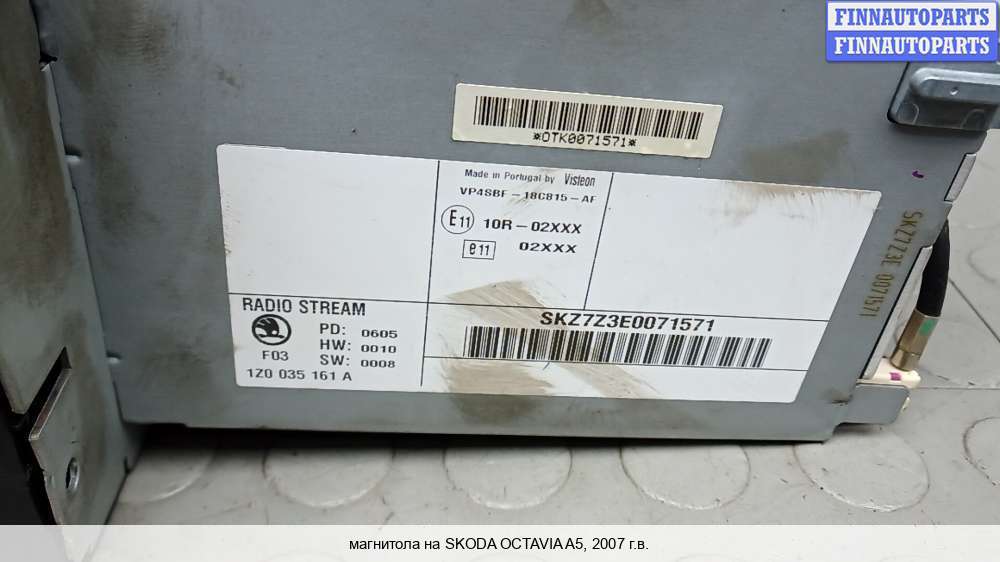 FINNAUTOPARTS
FINNAUTOPARTS
*OTK0071571*
Made in Portugal by Visteon
VP4SBF-18C815-AF
E11 10R-02XXX
e11 02XXX
SKZ7Z3E 0071571
RADIO STREAM
PD: 0605
HW: 0010
F03
SW: 0008
1Z0 035 161 A
SKZ7Z3E0071571
магнитола на SKODA OCTAVIA A5, 2007 г.в.